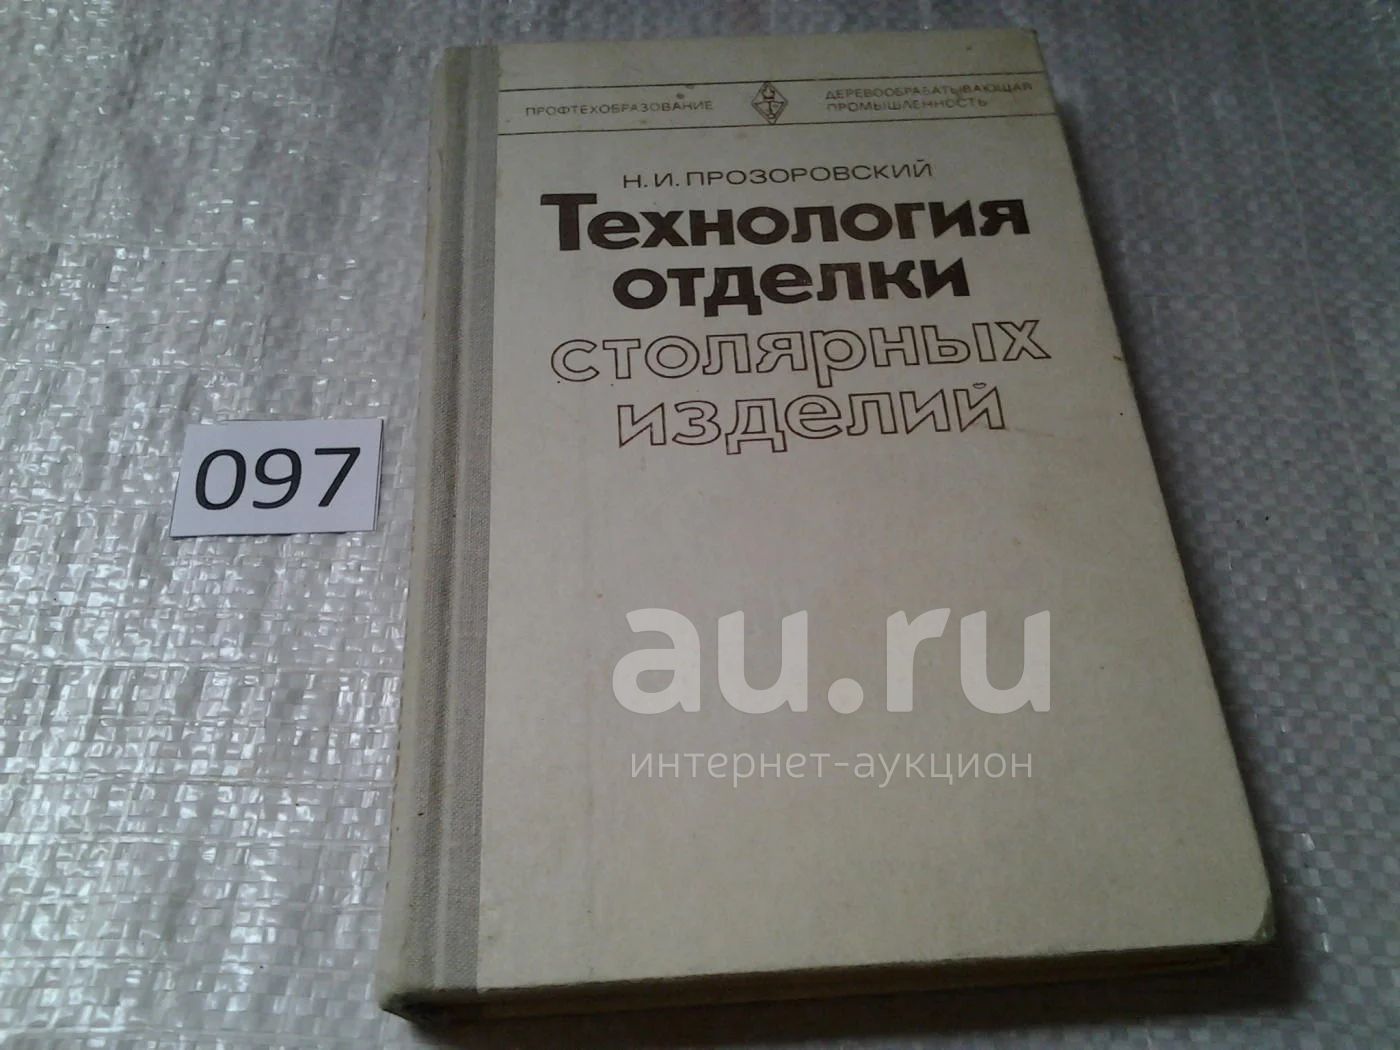 ПРОФТЕХОБРАЗОВАНИЕ
ДЕРЕВООБРАБАТЫВАЮЩАЯ
ПРОМЫШЛЕННОСТЬ
Н. И. ПРОЗОРОВСКИЙ
Технология
отделки
столярных
изделий
097
au.ru
интернет-аукцион